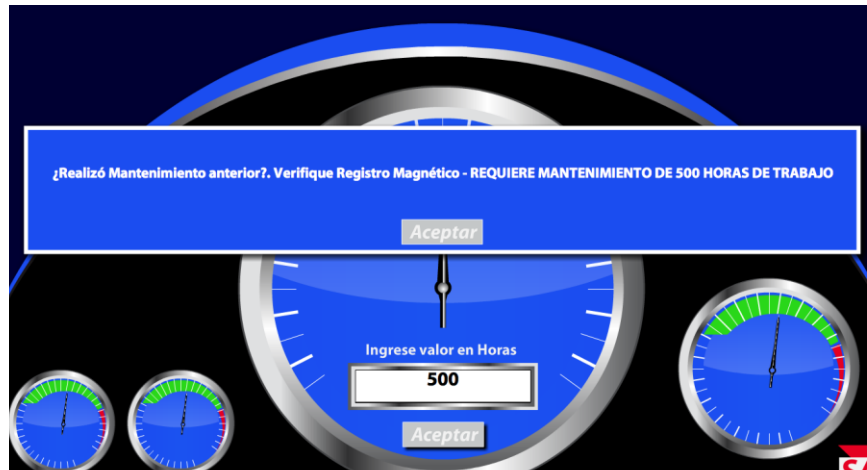 ¿Realizó Mantenimiento anterior?. Verifique Registro Magnético - REQUIERE MANTENIMIENTO DE 500 HORAS DE TRABAJO
Aceptar
Ingrese valor en Horas
500
Aceptar